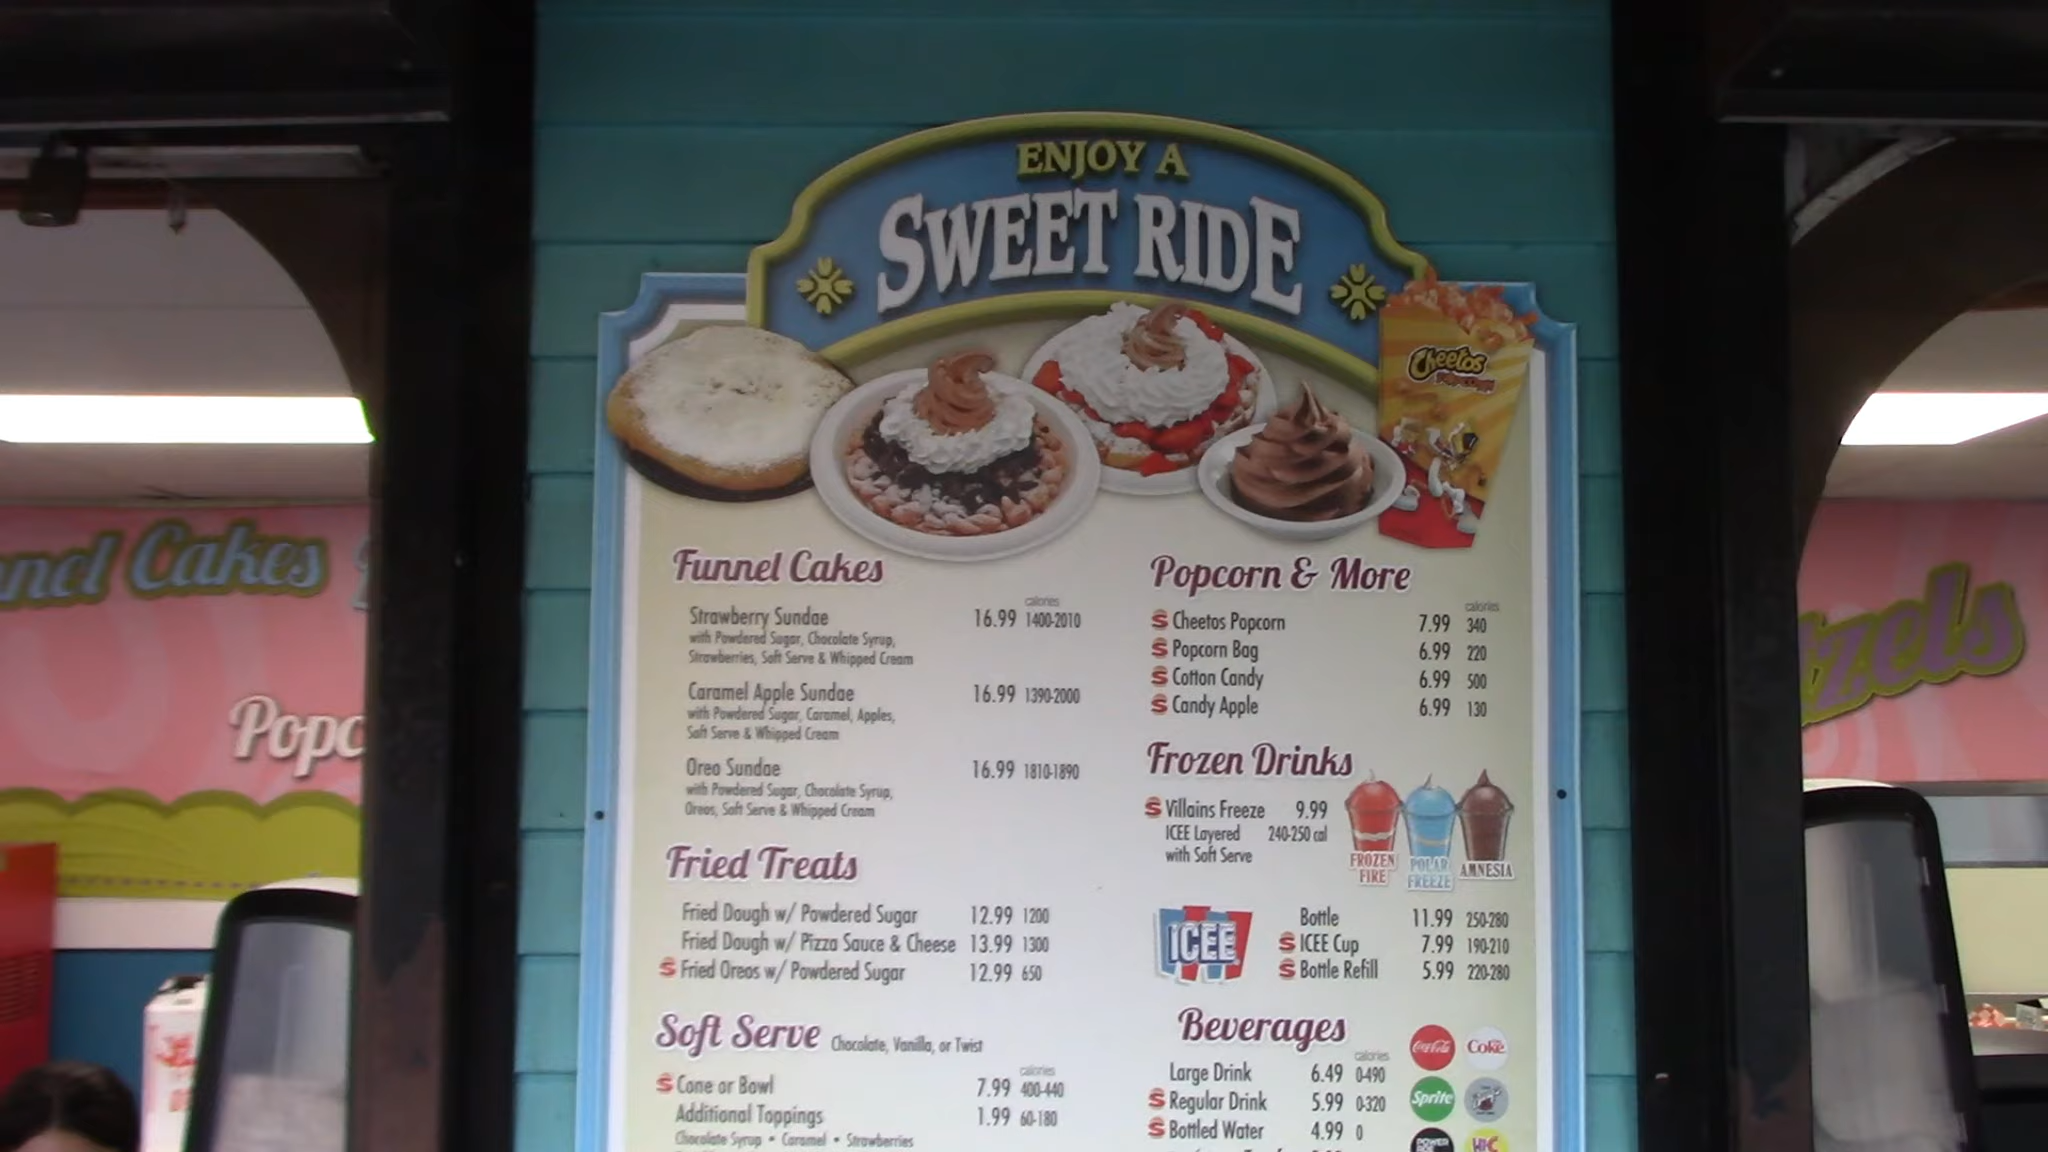 ENJOY A
SWEET RIDE
Cheetos
POPCORN
Funnel Cakes
calories
Strawberry Sundae 16.99 1400-2010
with Powdered Sugar, Chocolate Syrup,
Strawberries, Soft Serve & Whipped Cream
Caramel Apple Sundae 16.99 1390-2000
with Powdered Sugar, Caramel, Apples,
Soft Serve & Whipped Cream
Oreo Sundae 16.99 1810-1890
with Powdered Sugar, Chocolate Syrup,
Oreos, Soft Serve & Whipped Cream
Fried Treats
Fried Dough w/ Powdered Sugar 12.99 1200
Fried Dough w/ Pizza Sauce & Cheese 13.99 1300
S Fried Oreos w/ Powdered Sugar 12.99 650
Soft Serve Chocolate, Vanilla, or Twist
calories
S Cone or Bowl 7.99 400-440
Additional Toppings 1.99 60-180
Chocolate Syrup • Caramel • Strawberries
Popcorn & More
calories
S Cheetos Popcorn 7.99 340
S Popcorn Bag 6.99 220
S Cotton Candy 6.99 500
S Candy Apple 6.99 130
Frozen Drinks
S Villains Freeze 9.99
ICEE Layered 240-250 cal
with Soft Serve
FROZEN
FIRE
POLAR
FREEZE
AMNESIA
ICEE
Bottle 11.99 250-280
S ICEE Cup 7.99 190-210
S Bottle Refill 5.99 220-280
Beverages
calories
Large Drink 6.49 0-490
S Regular Drink 5.99 0-320
S Bottled Water 4.99 0
Coca-Cola
Coke
Sprite
POWER
HI-C
nnel Cakes
Popc
tzels